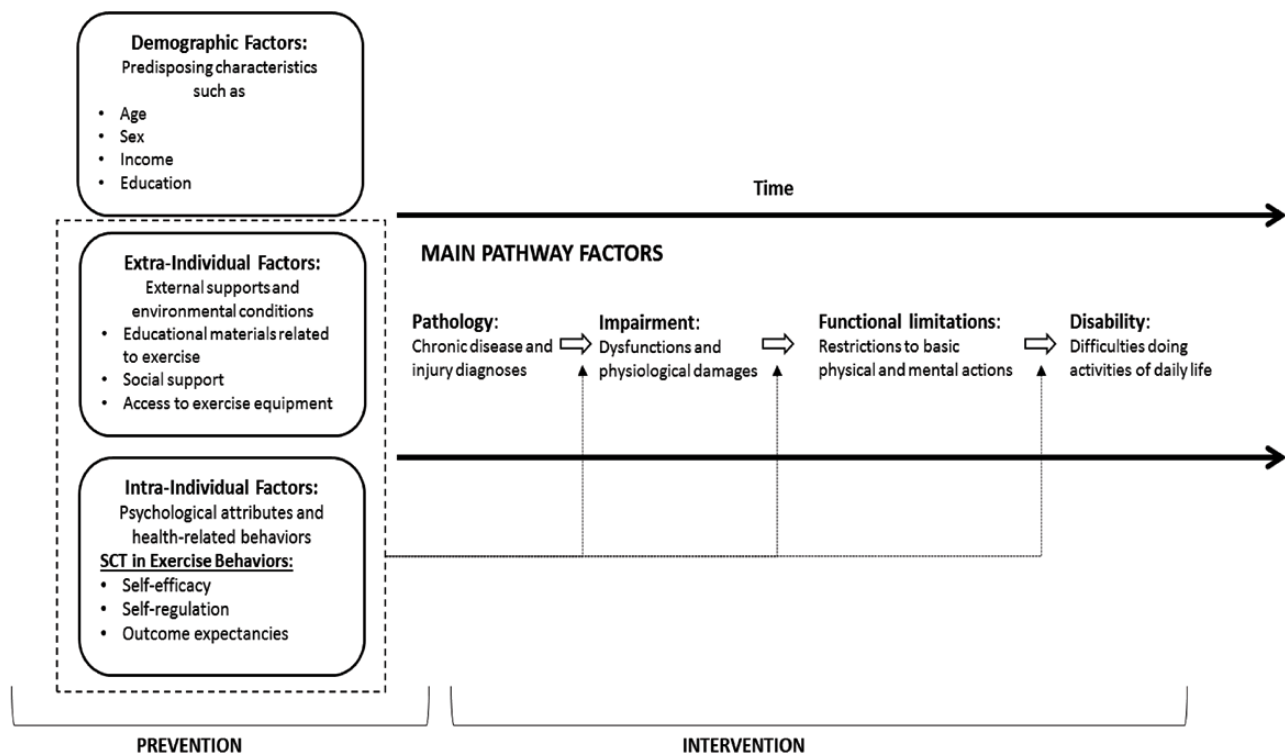 Demographic Factors:
Predisposing characteristics
such as
• Age
• Sex
• Income
• Education
Time
Extra-Individual Factors:
External supports and
environmental conditions
• Educational materials related
to exercise
• Social support
• Access to exercise equipment
MAIN PATHWAY FACTORS
Pathology:
Chronic disease and
injury diagnoses
Impairment:
Dysfunctions and
physiological damages
Functional limitations:
Restrictions to basic
physical and mental actions
Disability:
Difficulties doing
activities of daily life
Intra-Individual Factors:
Psychological attributes and
health-related behaviors
SCT in Exercise Behaviors:
• Self-efficacy
• Self-regulation
• Outcome expectancies
PREVENTION
INTERVENTION